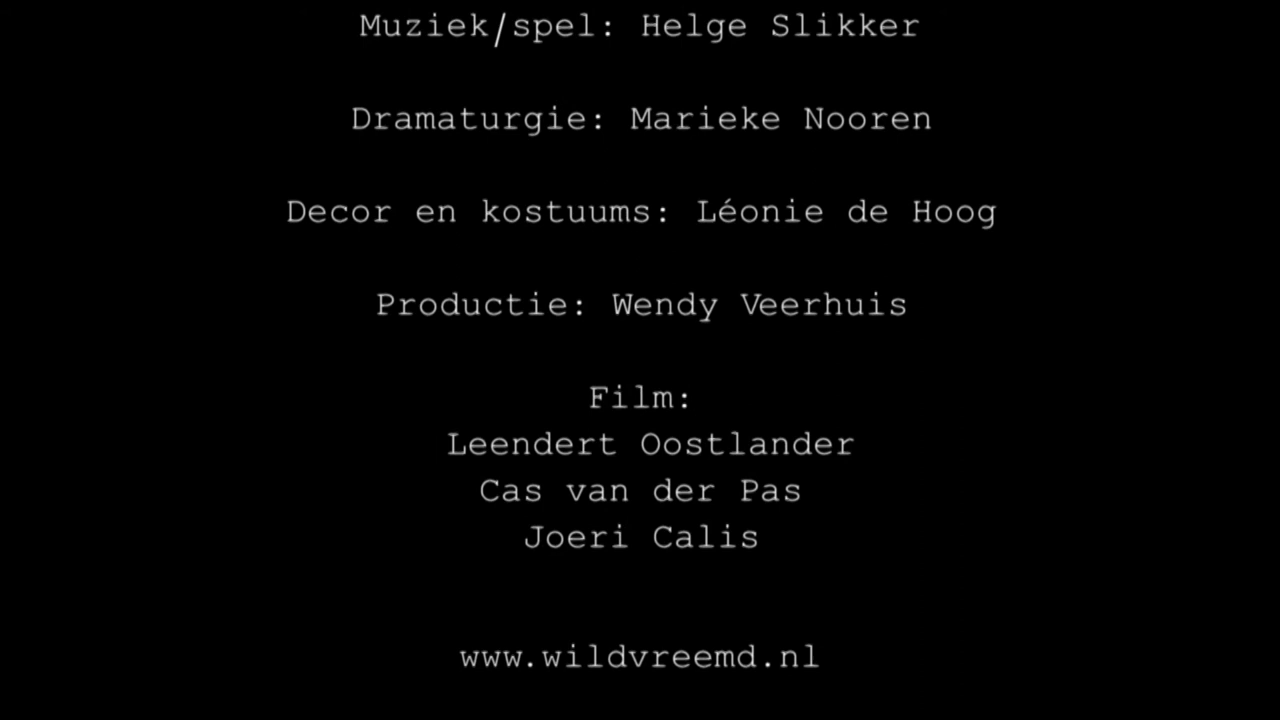 Muziek/spel: Helge Slikker
Dramaturgie: Marieke Nooren
Decor en kostuums: Léonie de Hoog
Productie: Wendy Veerhuis
Film:
Leendert Oostlander
Cas van der Pas
Joeri Calis
www.wildvreemd.nl